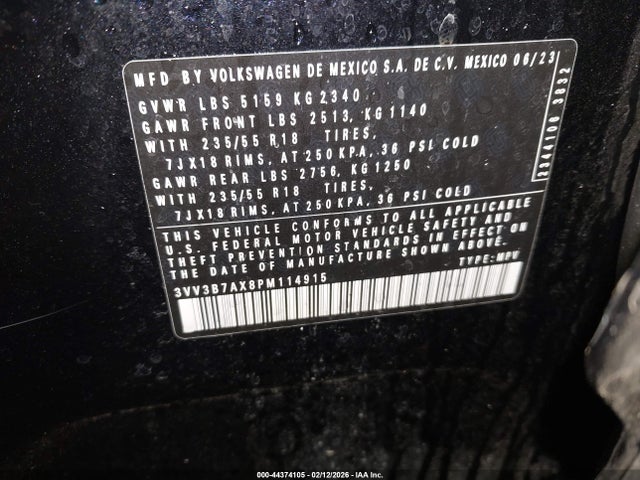 MFD BY VOLKSWAGEN DE MEXICO S.A. DE C.V. MEXICO 06/23
GVWR LBS 5159 KG 2340
GAWR FRONT LBS 2513, KG 1140
WITH 235/55 R18 TIRES,
7JX18 RIMS, AT 250 KPA, 36 PSI COLD
GAWR REAR LBS 2756, KG 1250
WITH 235/55 R18 TIRES,
7JX18 RIMS, AT 250 KPA, 36 PSI COLD
THIS VEHICLE CONFORMS TO ALL APPLICABLE
U.S. FEDERAL MOTOR VEHICLE SAFETY AND
THEFT PREVENTION STANDARDS IN EFFECT ON
THE DATE OF MANUFACTURE SHOWN ABOVE.
3VV3B7AX8PM114915 TYPE:MPV
2344106 3032
000-44374105 - 02/12/2026 - IAA Inc.